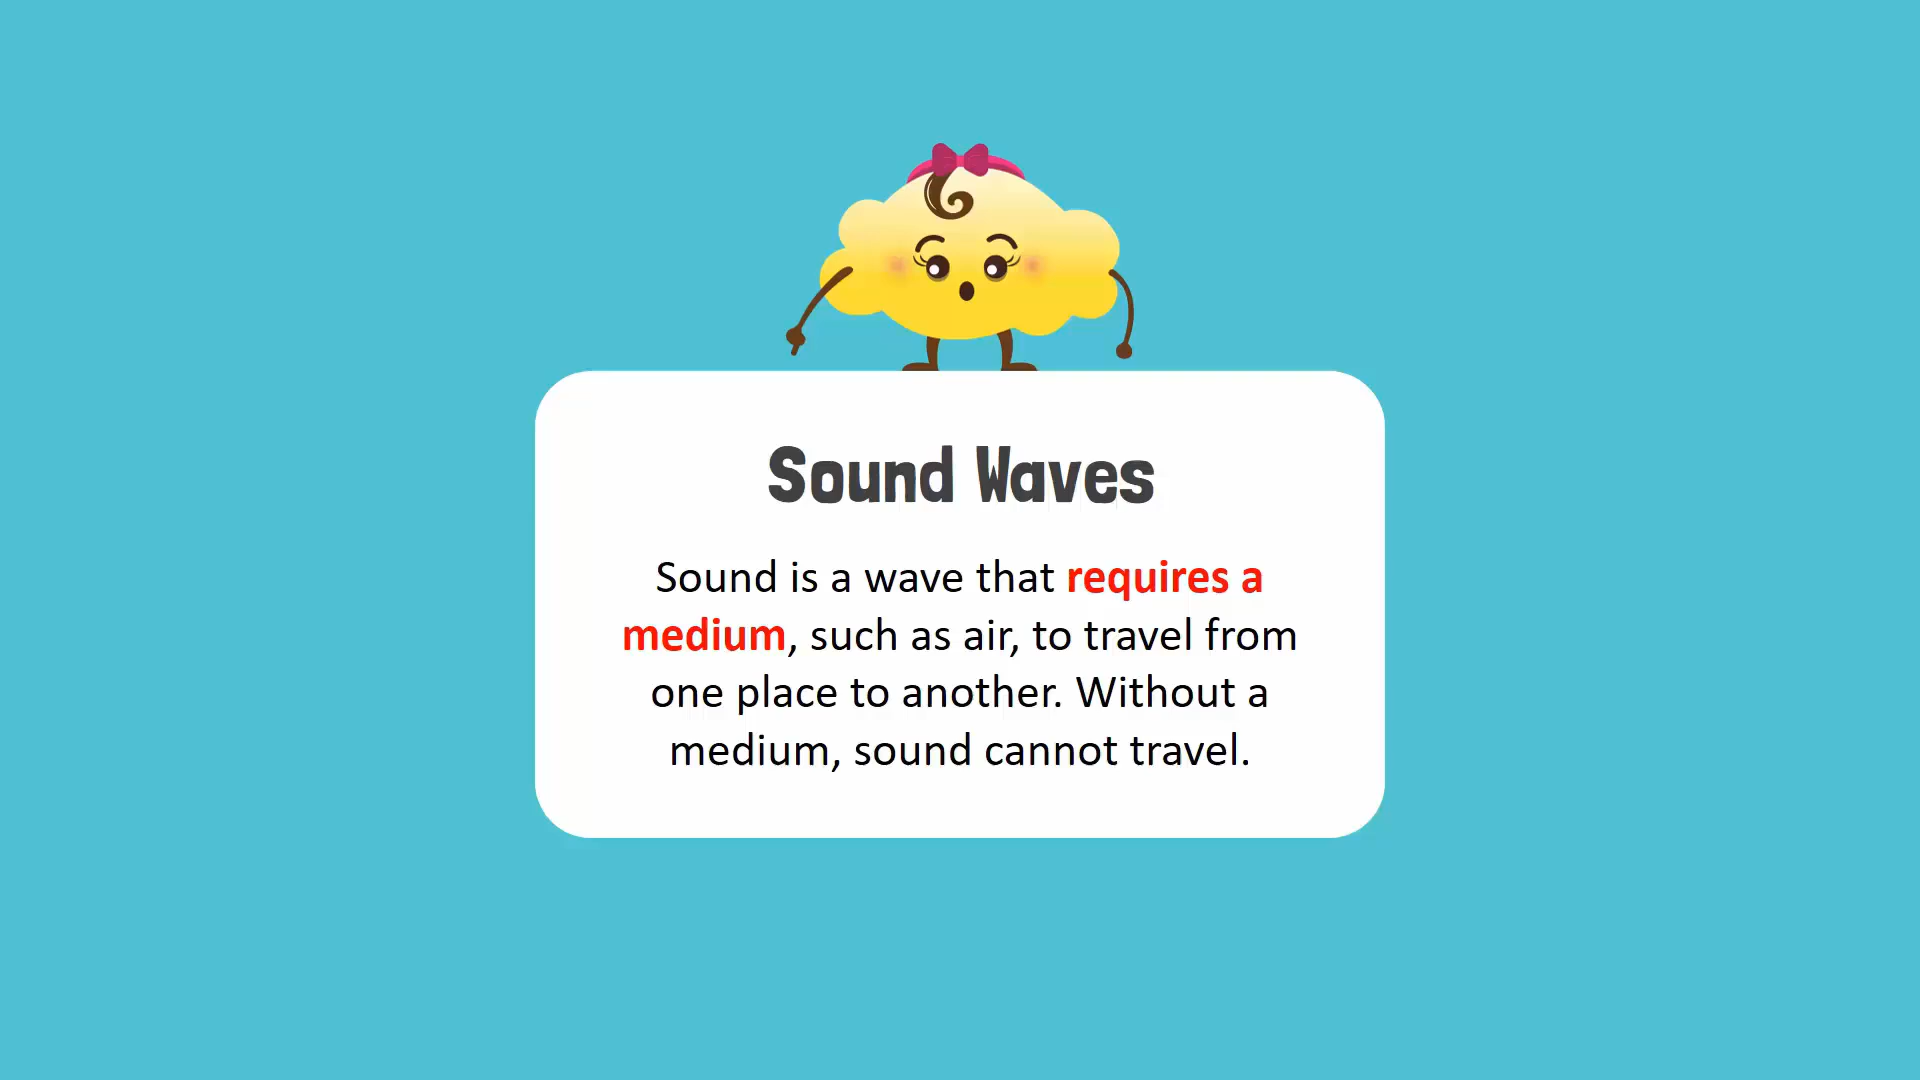 Sound Waves
Sound is a wave that requires a
medium, such as air, to travel from
one place to another. Without a
medium, sound cannot travel.